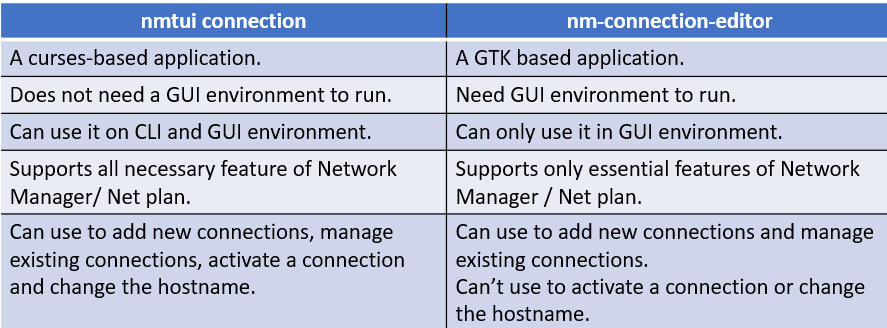 nmtui connection
nm-connection-editor
A curses-based application.
A GTK based application.
Does not need a GUI environment to run.
Need GUI environment to run.
Can use it on CLI and GUI environment.
Can only use it in GUI environment.
Supports all necessary feature of Network
Manager/ Net plan.
Supports only essential features of Network
Manager / Net plan.
Can use to add new connections, manage
existing connections, activate a connection
and change the hostname.
Can use to add new connections and manage
existing connections.
Can’t use to activate a connection or change
the hostname.